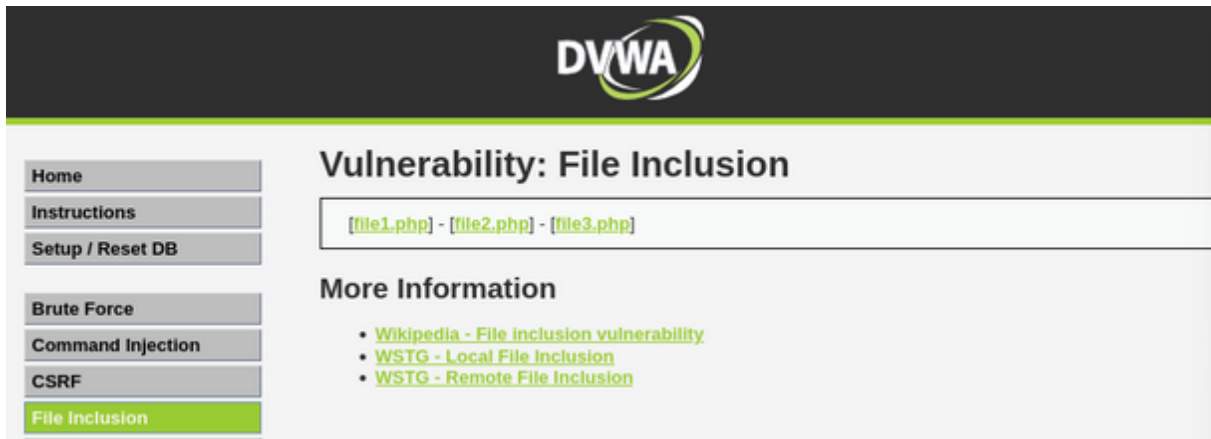 DVWA
Home
Instructions
Setup / Reset DB
Brute Force
Command Injection
CSRF
File Inclusion
Vulnerability: File Inclusion
[file1.php] - [file2.php] - [file3.php]
More Information
• Wikipedia - File inclusion vulnerability
• WSTG - Local File Inclusion
• WSTG - Remote File Inclusion